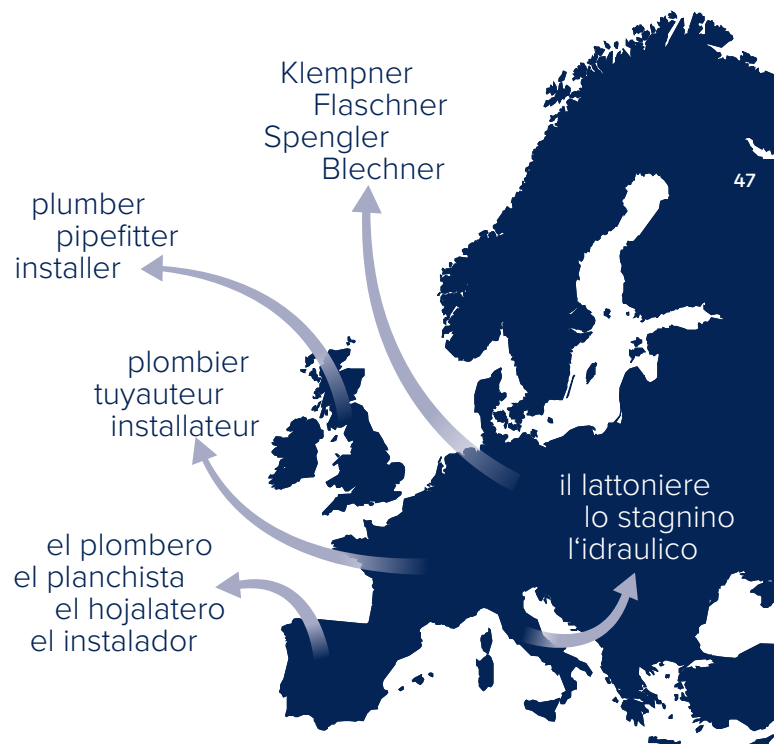 Klempner
Flaschner
Spengler
Blechner
47
plumber
pipefitter
installer
plombier
tuyauteur
installateur
il lattoniere
lo stagnino
l‘idraulico
el plombero
el planchista
el hojalatero
el instalador